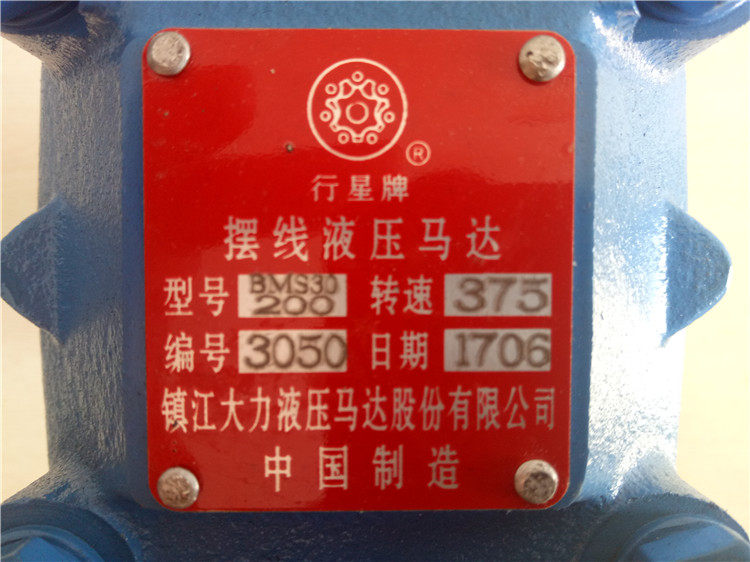 ®
行星牌
摆线液压马达
型号 BMS30 200 转速 375
编号 3050 日期 1706
镇江大力液压马达股份有限公司
中国制造